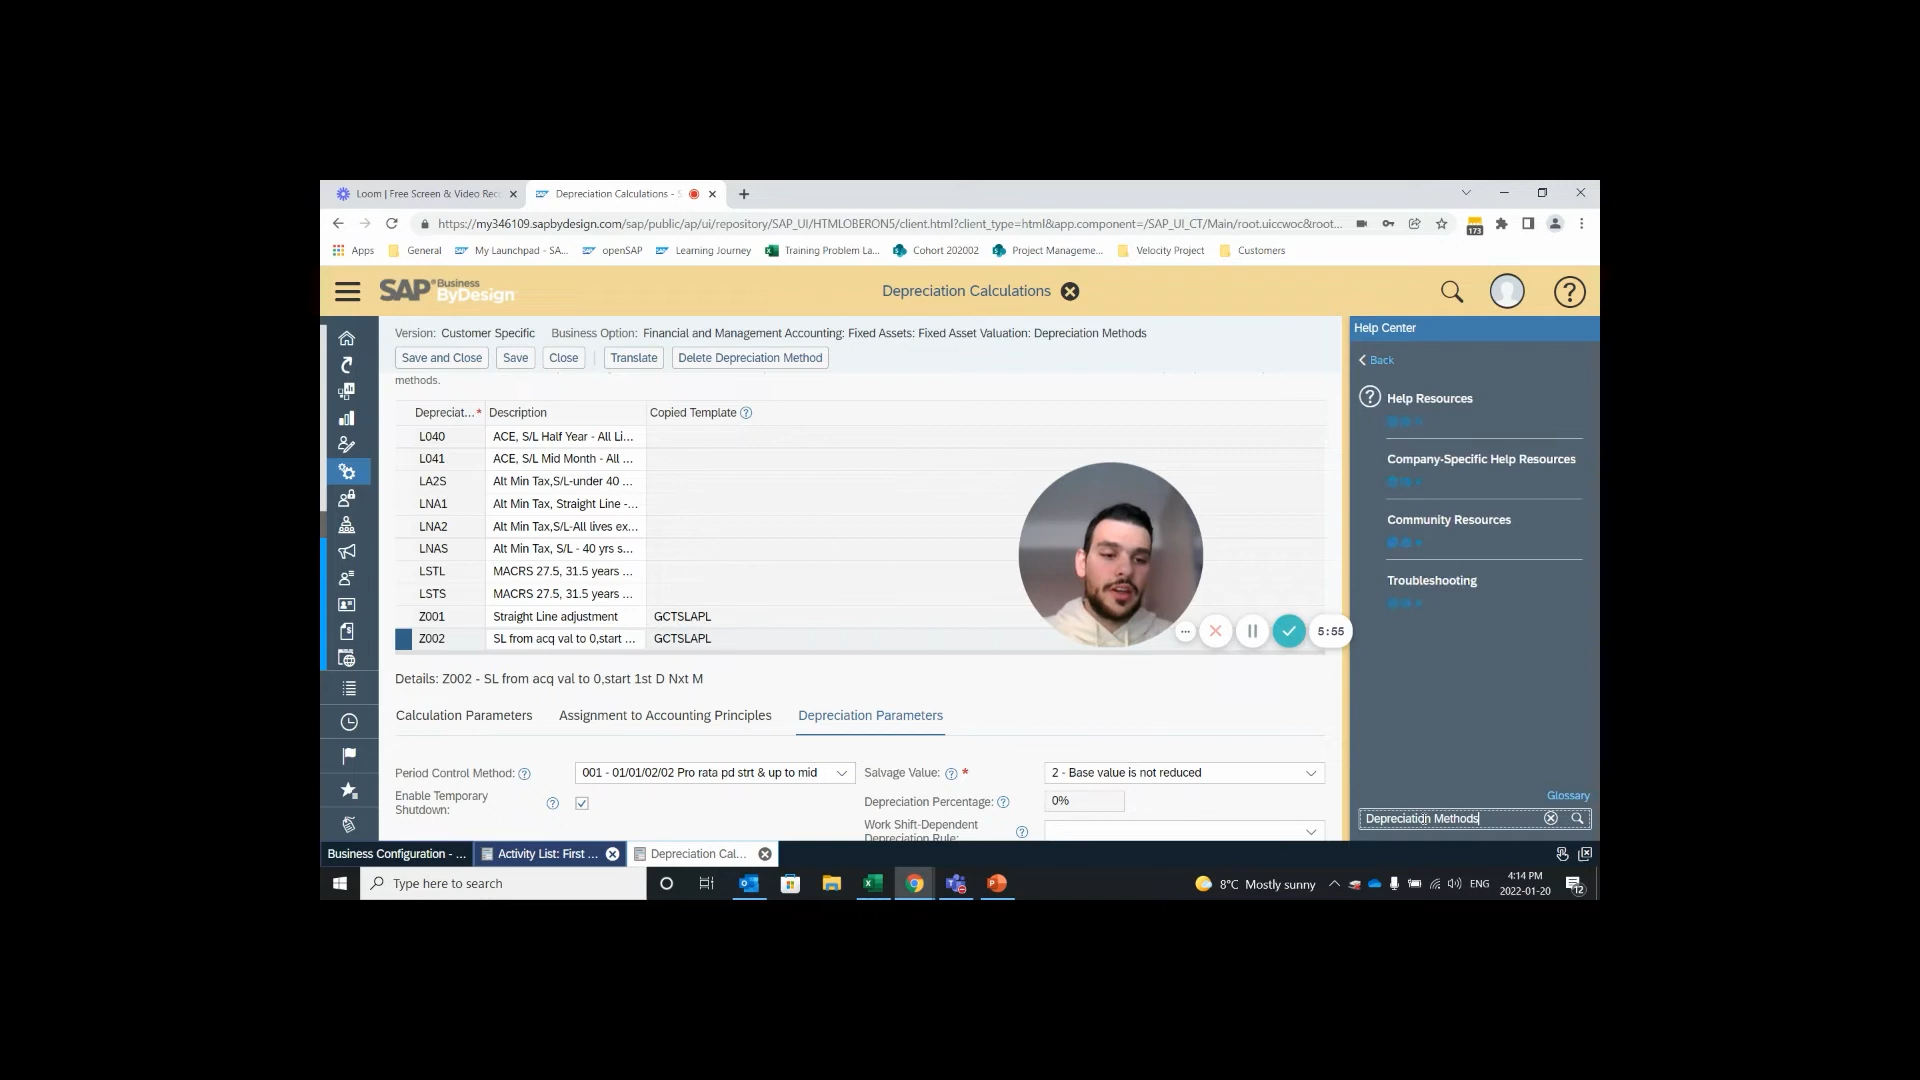 Loom | Free Screen & Video Rec
Depreciation Calculations - S
https://my346109.sapbydesign.com/sap/public/ap/ui/repository/SAP_UI/HTMLOBERON5/client.html?client_type=html&app.component=/SAP_UI_CT/Main/root.uiccwoc&root...
173
Apps
General
My Launchpad - SA...
openSAP
Learning Journey
Training Problem La...
Cohort 202002
Project Manageme...
Velocity Project
Customers
SAP Business ByDesign
Depreciation Calculations
Version: Customer Specific
Business Option: Financial and Management Accounting: Fixed Assets: Fixed Asset Valuation: Depreciation Methods
Save and Close
Save
Close
Translate
Delete Depreciation Method
methods.
Depreciat... *
Description
Copied Template
L040 ACE, S/L Half Year - All Li...
L041 ACE, S/L Mid Month - All ...
LA2S Alt Min Tax,S/L-under 40 ...
LNA1 Alt Min Tax, Straight Line -...
LNA2 Alt Min Tax,S/L-All lives ex...
LNAS Alt Min Tax, S/L - 40 yrs s...
LSTL MACRS 27.5, 31.5 years ...
LSTS MACRS 27.5, 31.5 years ...
Z001 Straight Line adjustment GCTSLAPL
Z002 SL from acq val to 0,start ... GCTSLAPL
5:55
Details: Z002 - SL from acq val to 0,start 1st D Nxt M
Calculation Parameters
Assignment to Accounting Principles
Depreciation Parameters
Period Control Method:
001 - 01/01/02/02 Pro rata pd strt & up to mid
Enable Temporary
Shutdown:
Salvage Value: *
2 - Base value is not reduced
Depreciation Percentage:
0%
Work Shift-Dependent
Depreciation Rule:
Help Center
Back
Help Resources
Company-Specific Help Resources
Community Resources
Troubleshooting
Glossary
Depreciation Methods
Business Configuration - ...
Activity List: First ...
Depreciation Cal...
Type here to search
8°C Mostly sunny
ENG
4:14 PM
2022-01-20
12